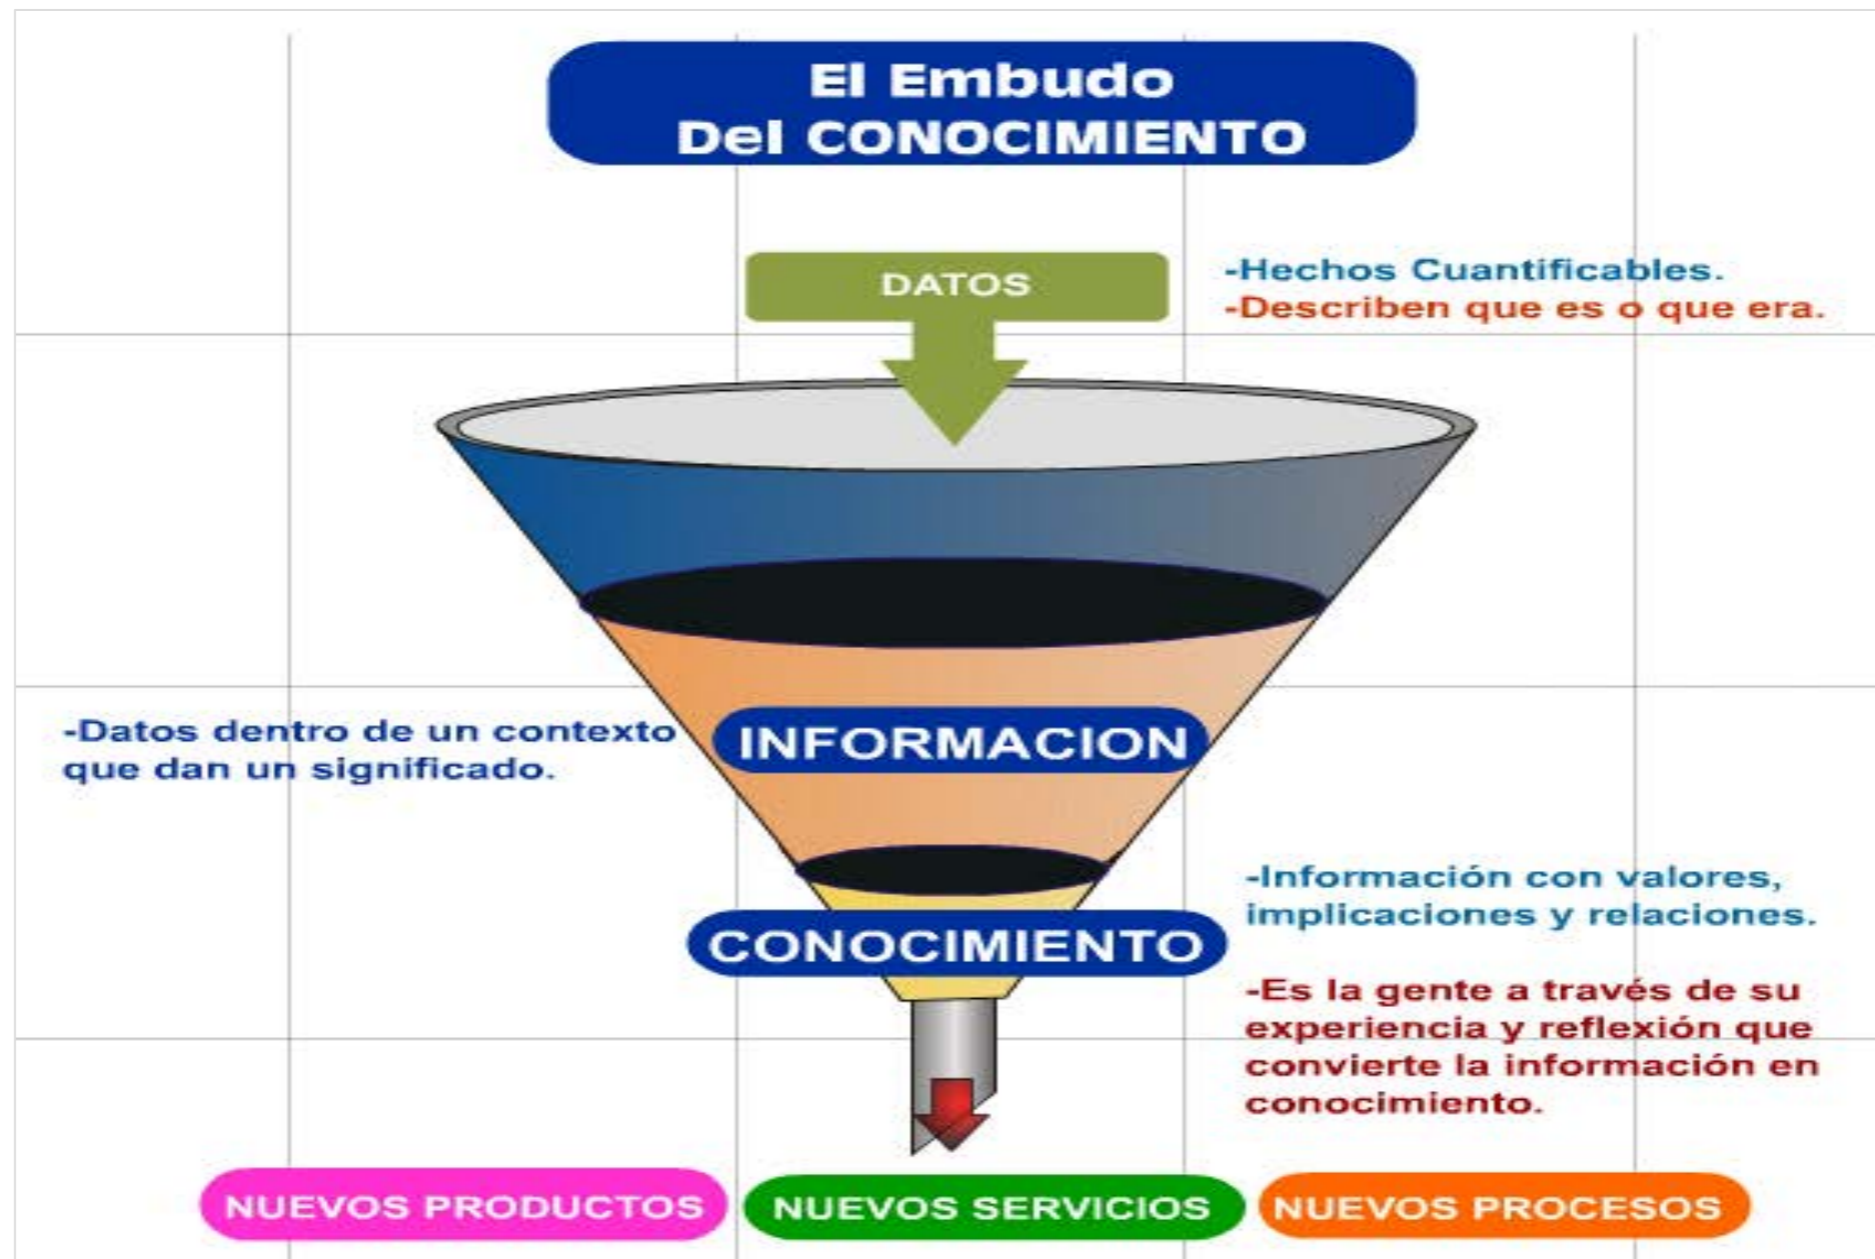 El Embudo
Del CONOCIMIENTO
DATOS
-Hechos Cuantificables.
-Describen que es o que era.
-Datos dentro de un contexto
que dan un significado.
INFORMACION
-Información con valores,
implicaciones y relaciones.
CONOCIMIENTO
-Es la gente a través de su
experiencia y reflexión que
convierte la información en
conocimiento.
NUEVOS PRODUCTOS
NUEVOS SERVICIOS
NUEVOS PROCESOS